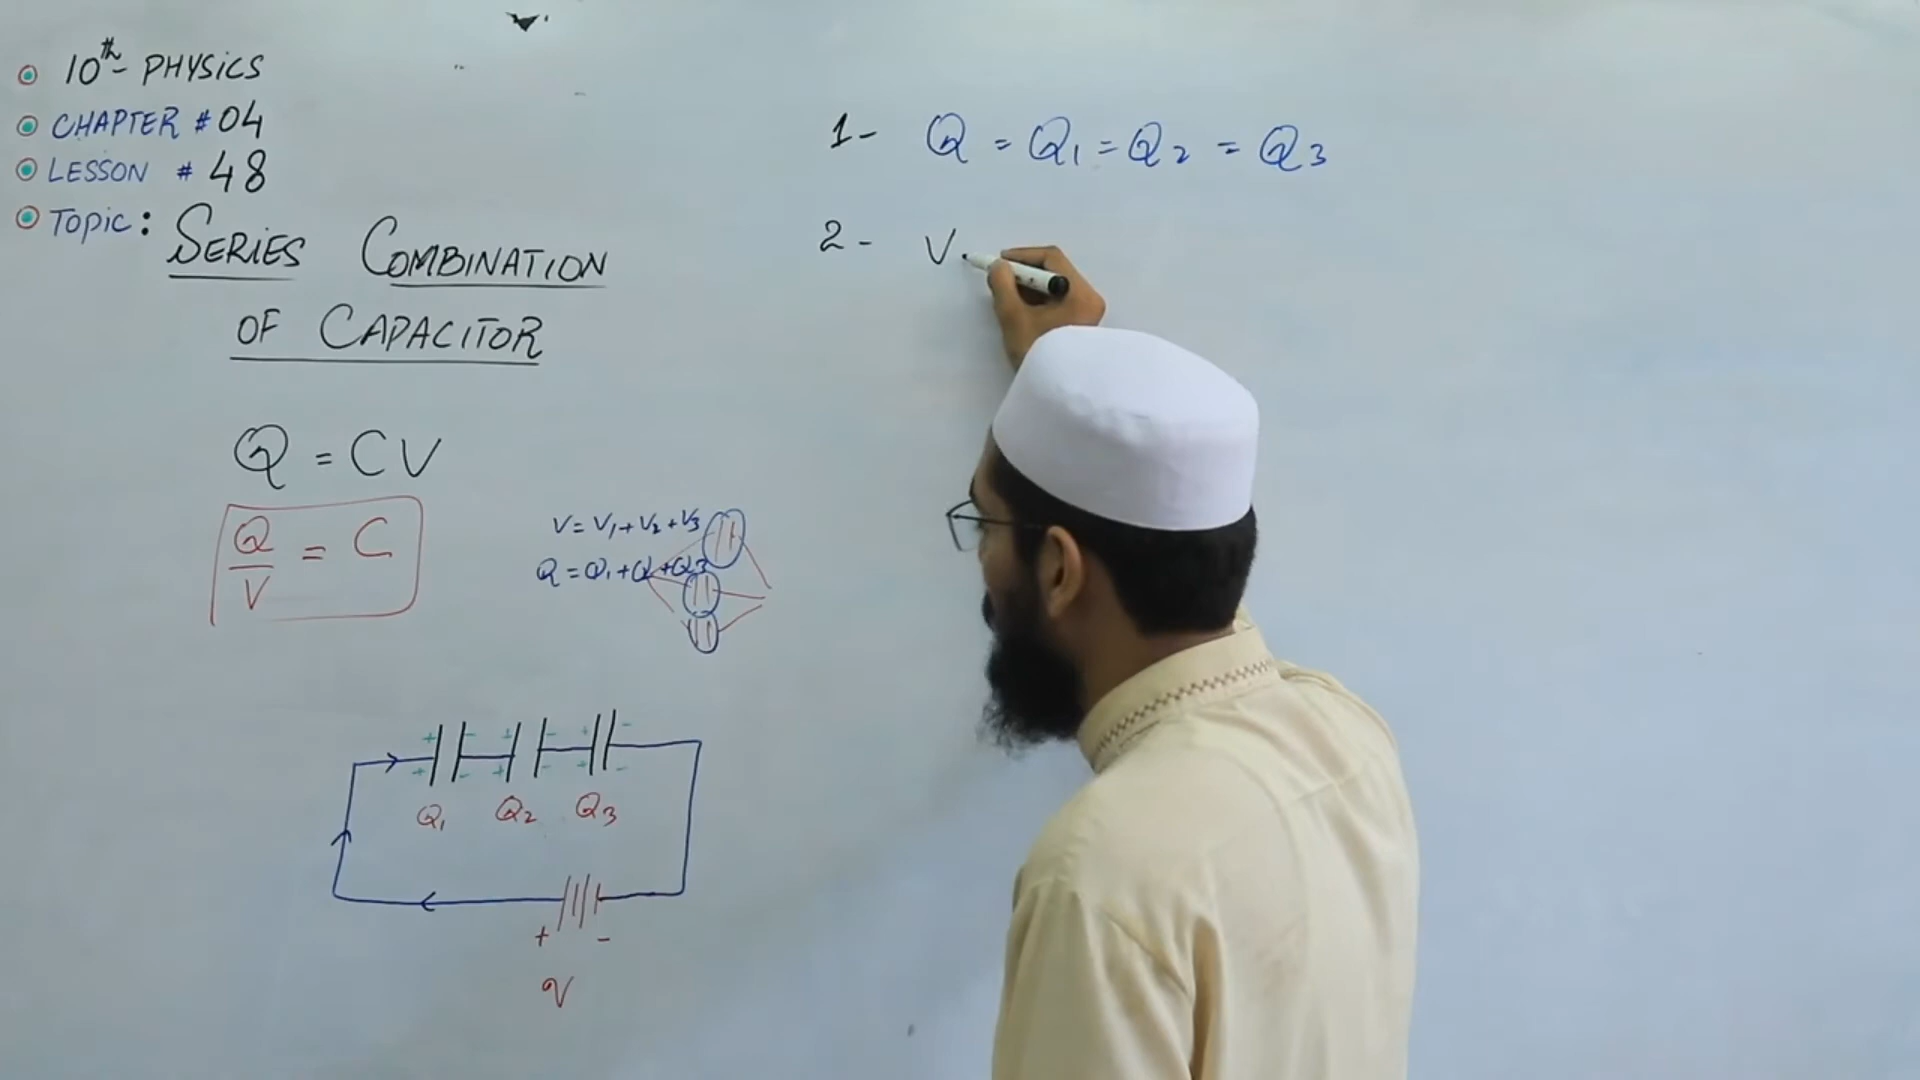 10th - PHYSICS
CHAPTER # 04
LESSON # 48
TOPIC: SERIES COMBINATION
OF CAPACITOR
Q = CV
Q/V = C
V = V1 + V2 + V3
Q = Q1 + Q + Q3
+ - + - + -
+ - + - + -
Q1 Q2 Q3
+ -
V
1- Q = Q1 = Q2 = Q3
2- V